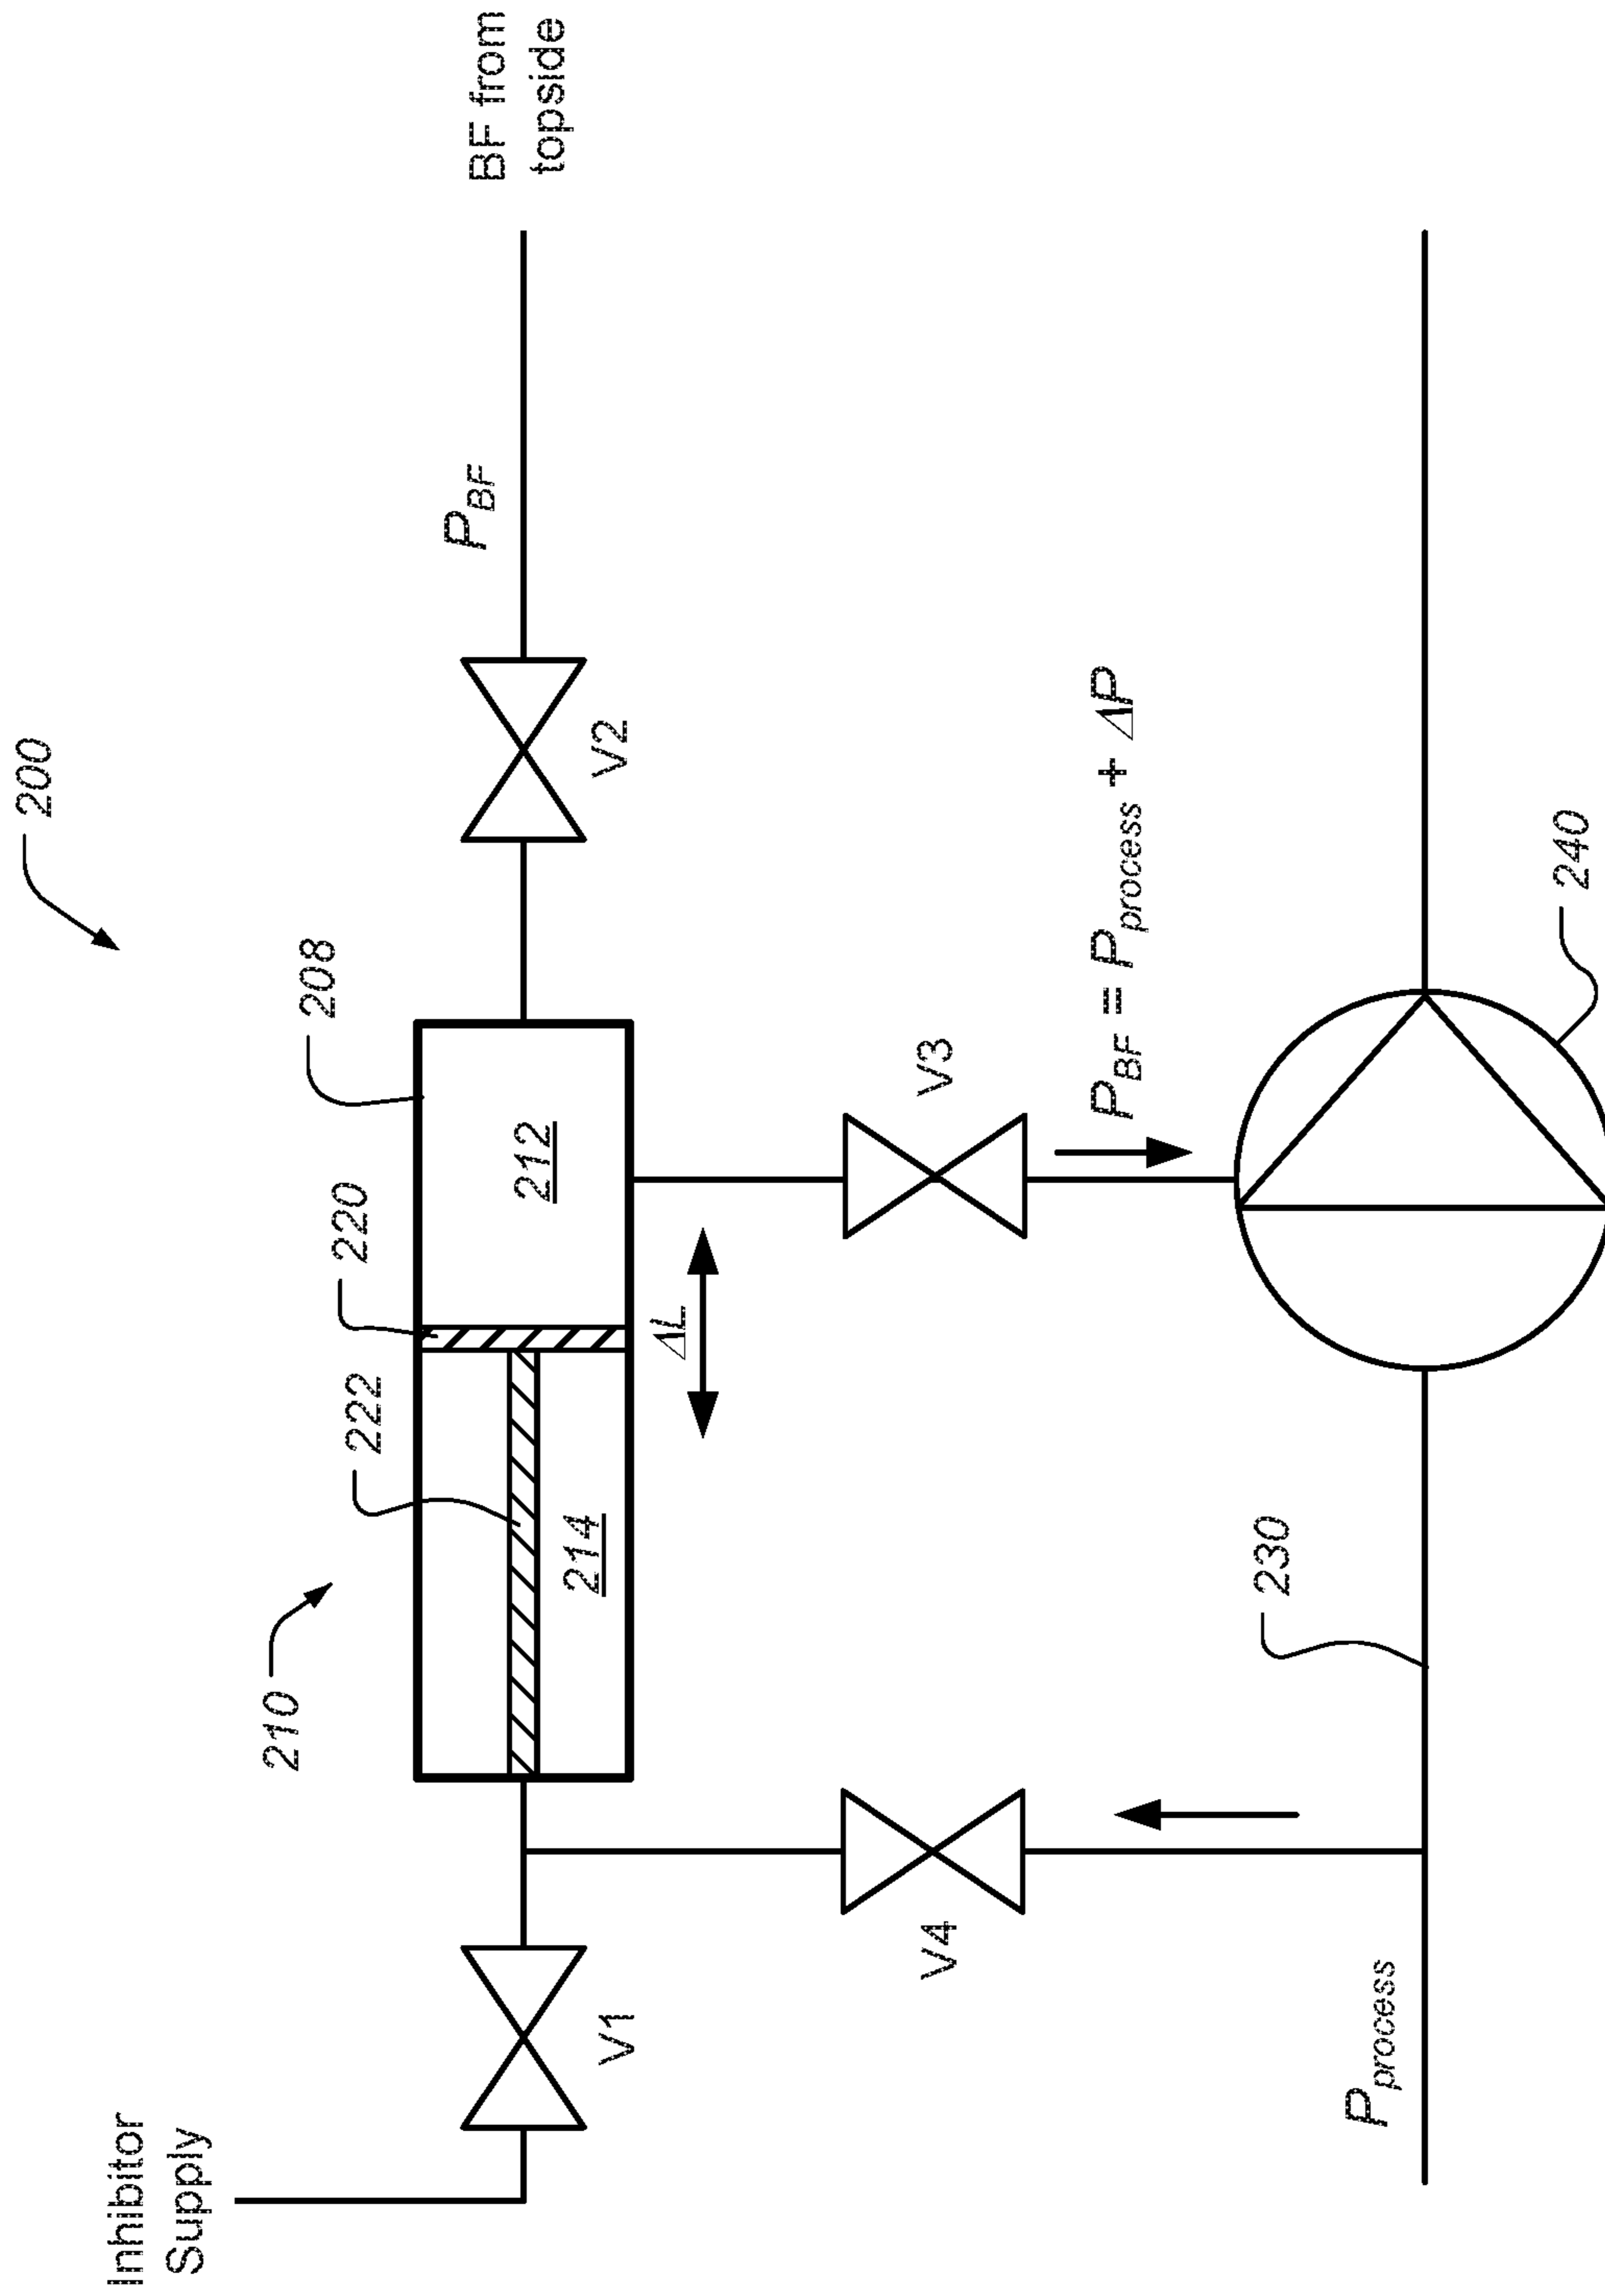 200
Inhibitor
Supply
210
222
220
208
BF from
topside
P_BF
V1
214
212
V2
ΔL
V4
V3
P_BF = P_process + ΔP
P_process
230
240